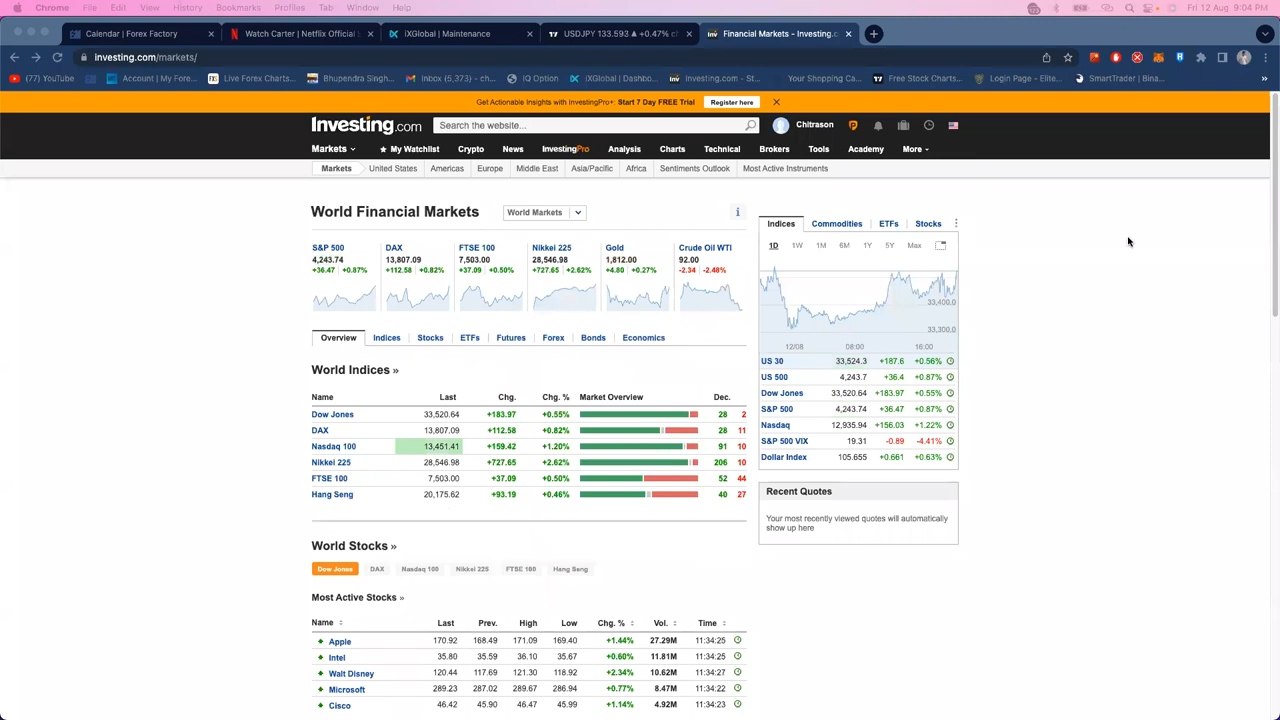 Chrome File Edit View History Bookmarks Profiles Tab Window Help Fri 12 Aug 9:04 PM
Calendar | Forex Factory Watch Carter | Netflix Official iXGlobal | Maintenance USDJPY 133.593 ▲ +0.47% Financial Markets - Investing.c
investing.com/markets/
(77) YouTube Account | My Fore... Live Forex Charts... Bhupendra Singh... Inbox (5,373) - ch... IQ Option iXGlobal | Dashbo... Investing.com - St... Your Shopping Ca... Free Stock Charts... Login Page - Elite... SmartTrader | Bina... »
Get Actionable Insights with InvestingPro+: Start 7 Day FREE Trial Register here
Investing.com Search the website... Chitrason
Markets My Watchlist Crypto News InvestingPro Analysis Charts Technical Brokers Tools Academy More
Markets United States Americas Europe Middle East Asia/Pacific Africa Sentiments Outlook Most Active Instruments
World Financial Markets World Markets i
S&P 500 DAX FTSE 100 Nikkei 225 Gold Crude Oil WTI
4,243.74 13,807.09 7,503.00 28,546.98 1,812.00 92.00
+36.47 +0.87% +112.58 +0.82% +37.09 +0.50% +727.65 +2.62% +4.80 +0.27% -2.34 -2.48%
Overview Indices Stocks ETFs Futures Forex Bonds Economics
World Indices »
Name Last Chg. Chg. % Market Overview Dec.
Dow Jones 33,520.64 +183.97 +0.55% 28 2
DAX 13,807.09 +112.58 +0.82% 28 11
Nasdaq 100 13,451.41 +159.42 +1.20% 91 10
Nikkei 225 28,546.98 +727.65 +2.62% 206 10
FTSE 100 7,503.00 +37.09 +0.50% 52 44
Hang Seng 20,175.62 +93.19 +0.46% 40 27
World Stocks »
Dow Jones DAX Nasdaq 100 Nikkei 225 FTSE 100 Hang Seng
Most Active Stocks »
Name Last Prev. High Low Chg. % Vol. Time
Apple 170.92 168.49 171.09 169.40 +1.44% 27.29M 11:34:25
Intel 35.80 35.59 36.10 35.67 +0.60% 11.81M 11:34:25
Walt Disney 120.44 117.69 121.30 118.92 +2.34% 10.62M 11:34:27
Microsoft 289.23 287.02 289.67 286.94 +0.77% 8.47M 11:34:22
Cisco 46.42 45.90 46.47 45.99 +1.14% 4.92M 11:34:23
Indices Commodities ETFs Stocks
1D 1W 1M 6M 1Y 5Y Max
33,400.0
33,300.0
12/08 08:00 16:00
US 30 33,524.3 +187.6 +0.56%
US 500 4,243.7 +36.4 +0.87%
Dow Jones 33,520.64 +183.97 +0.55%
S&P 500 4,243.74 +36.47 +0.87%
Nasdaq 12,935.94 +156.03 +1.22%
S&P 500 VIX 19.31 -0.89 -4.41%
Dollar Index 105.655 +0.661 +0.63%
Recent Quotes
Your most recently viewed quotes will automatically
show up here